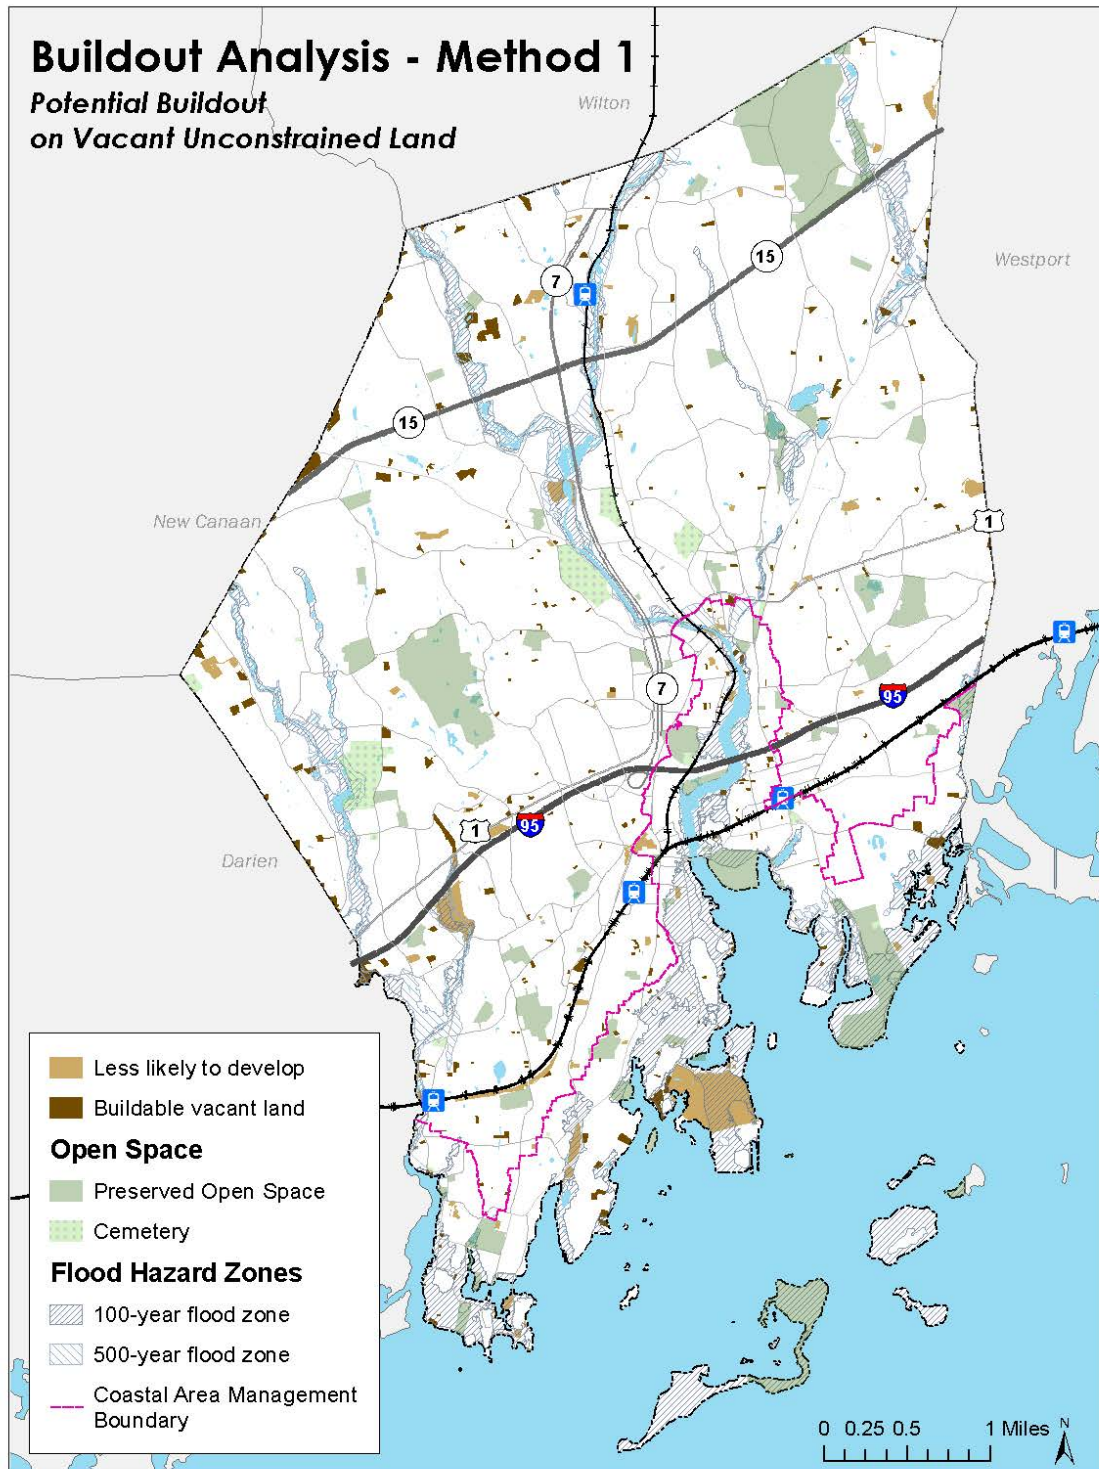 Buildout Analysis - Method 1
Potential Buildout
on Vacant Unconstrained Land
Wilton
Westport
15
7
15
New Canaan
1
7
95
1
95
Darien
Less likely to develop
Buildable vacant land
Open Space
Preserved Open Space
Cemetery
Flood Hazard Zones
100-year flood zone
500-year flood zone
Coastal Area Management
Boundary
0 0.25 0.5 1 Miles
N